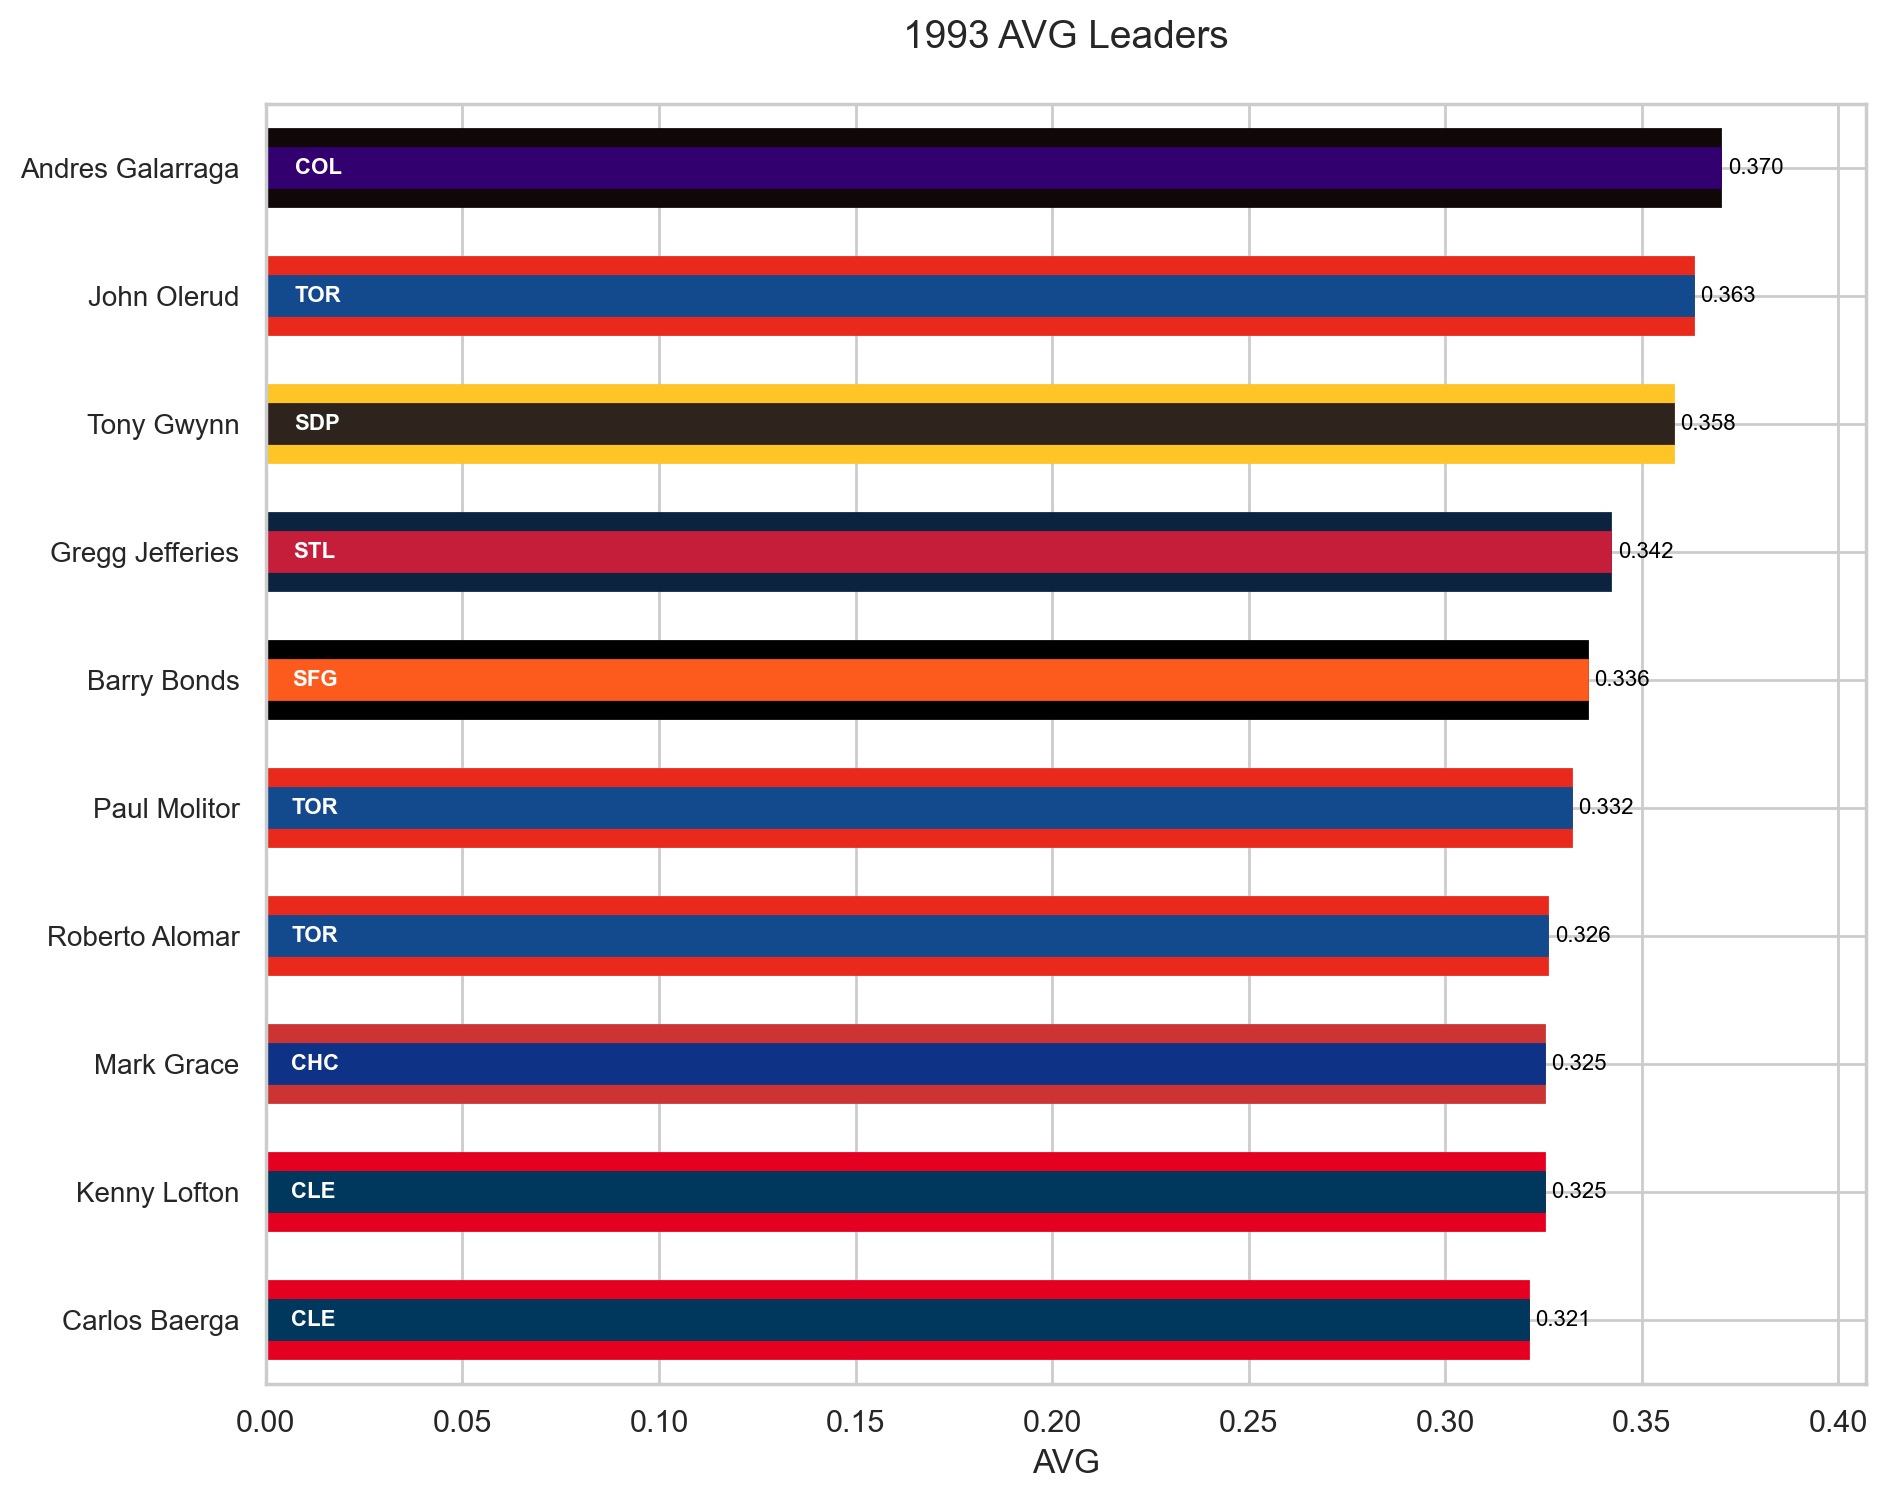 1993 AVG Leaders
Andres Galarraga COL 0.370
John Olerud TOR 0.363
Tony Gwynn SDP 0.358
Gregg Jefferies STL 0.342
Barry Bonds SFG 0.336
Paul Molitor TOR 0.332
Roberto Alomar TOR 0.326
Mark Grace CHC 0.325
Kenny Lofton CLE 0.325
Carlos Baerga CLE 0.321
0.00 0.05 0.10 0.15 0.20 0.25 0.30 0.35 0.40
AVG